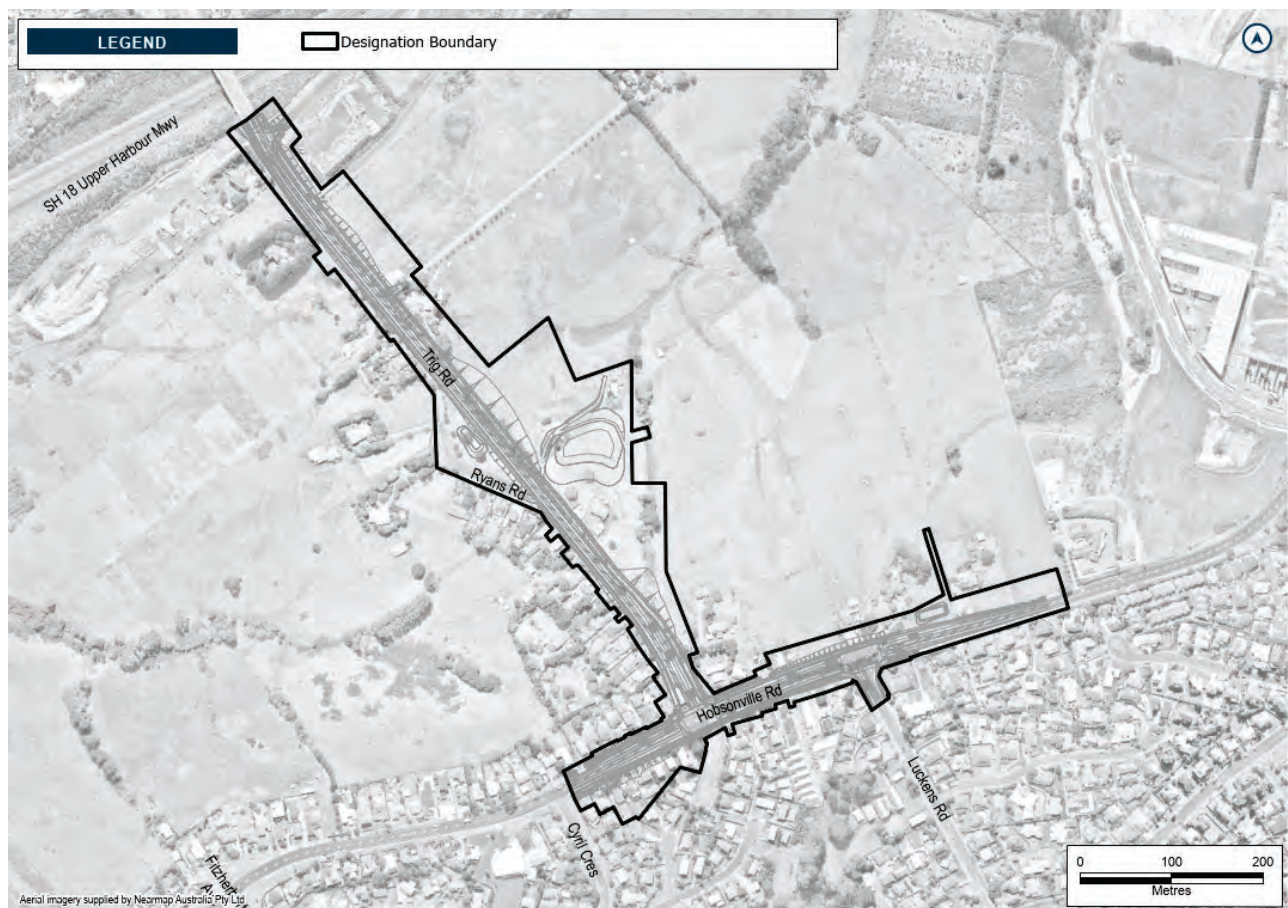 LEGEND
Designation Boundary
SH 18 Upper Harbour Mwy
Trig Rd
Ryans Rd
Hobsonville Rd
Luckens Rd
Cyril Cres
0 100 200
Metres
Aerial imagery supplied by Nearmap Australia Pty Ltd